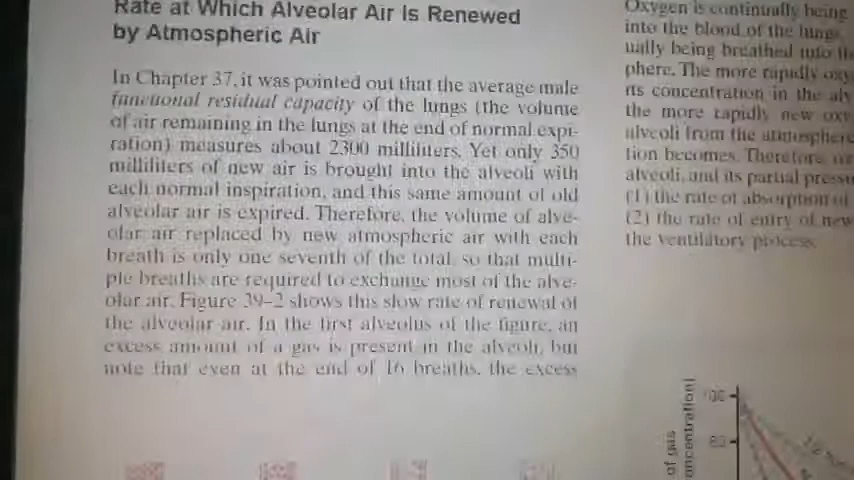 Rate at Which Alveolar Air Is Renewed
by Atmospheric Air
In Chapter 37, it was pointed out that the average male
functional residual capacity of the lungs (the volume
of air remaining in the lungs at the end of normal expi-
ration) measures about 2300 milliliters. Yet only 350
milliliters of new air is brought into the alveoli with
each normal inspiration, and this same amount of old
alveolar air is expired. Therefore, the volume of alve-
olar air replaced by new atmospheric air with each
breath is only one seventh of the total, so that multi-
ple breaths are required to exchange most of the alve-
olar air. Figure 39–2 shows this slow rate of renewal of
the alveolar air. In the first alveolus of the figure, an
excess amount of a gas is present in the alveoli, but
note that even at the end of 16 breaths, the excess
Oxygen is continually being
into the blood of the lungs,
ually being breathed into
phere. The more rapidly
its concentration in the
the more rapidly new
alveoli from the atmosphere
tion becomes. Therefore,
alveoli, and its partial
(1) the rate of absorption of
(2) the rate of entry of new
the ventilatory process.
of gas
concentration)
100
80